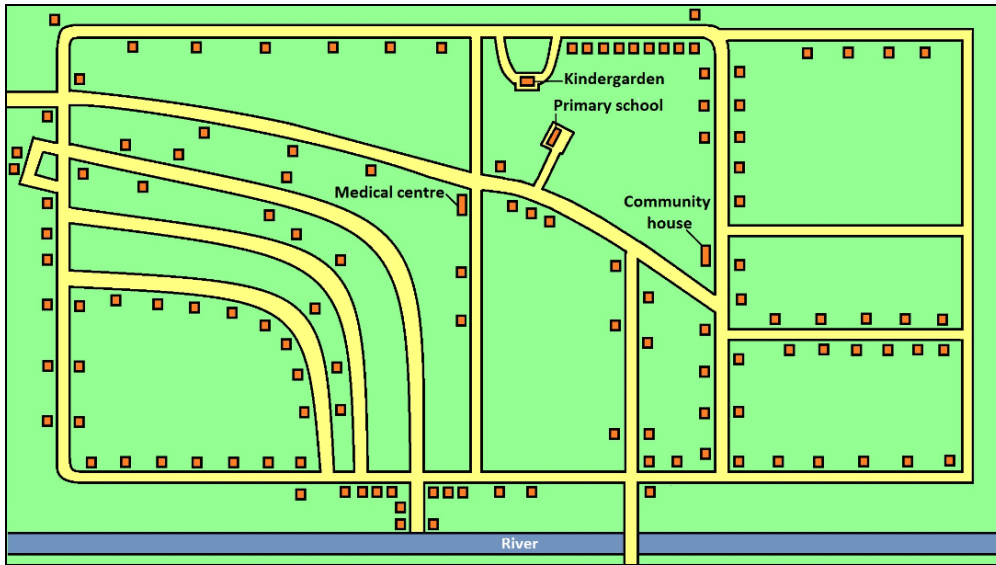 Kindergarden
Primary school
Medical centre
Community
house
River